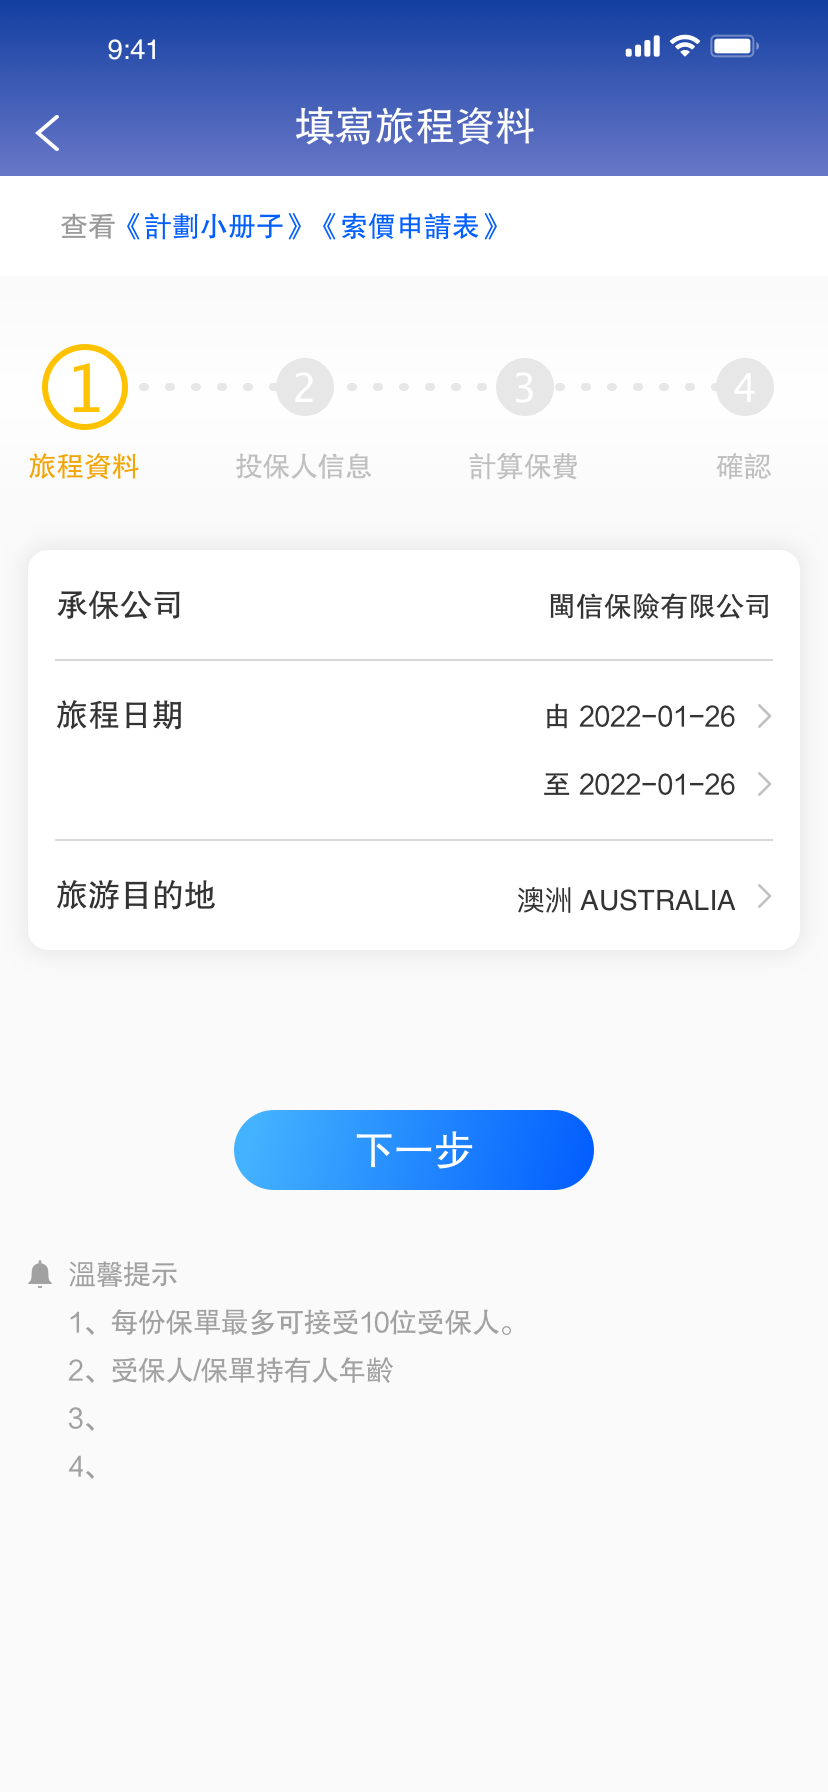 9:41
填寫旅程資料
查看《計劃小册子》《索價申請表》
1 2 3 4
旅程資料 投保人信息 計算保費 確認
承保公司 閩信保險有限公司
旅程日期 由 2022-01-26
至 2022-01-26
旅游目的地 澳洲 AUSTRALIA
下一步
溫馨提示
1、每份保單最多可接受10位受保人。
2、受保人/保單持有人年齡
3、
4、